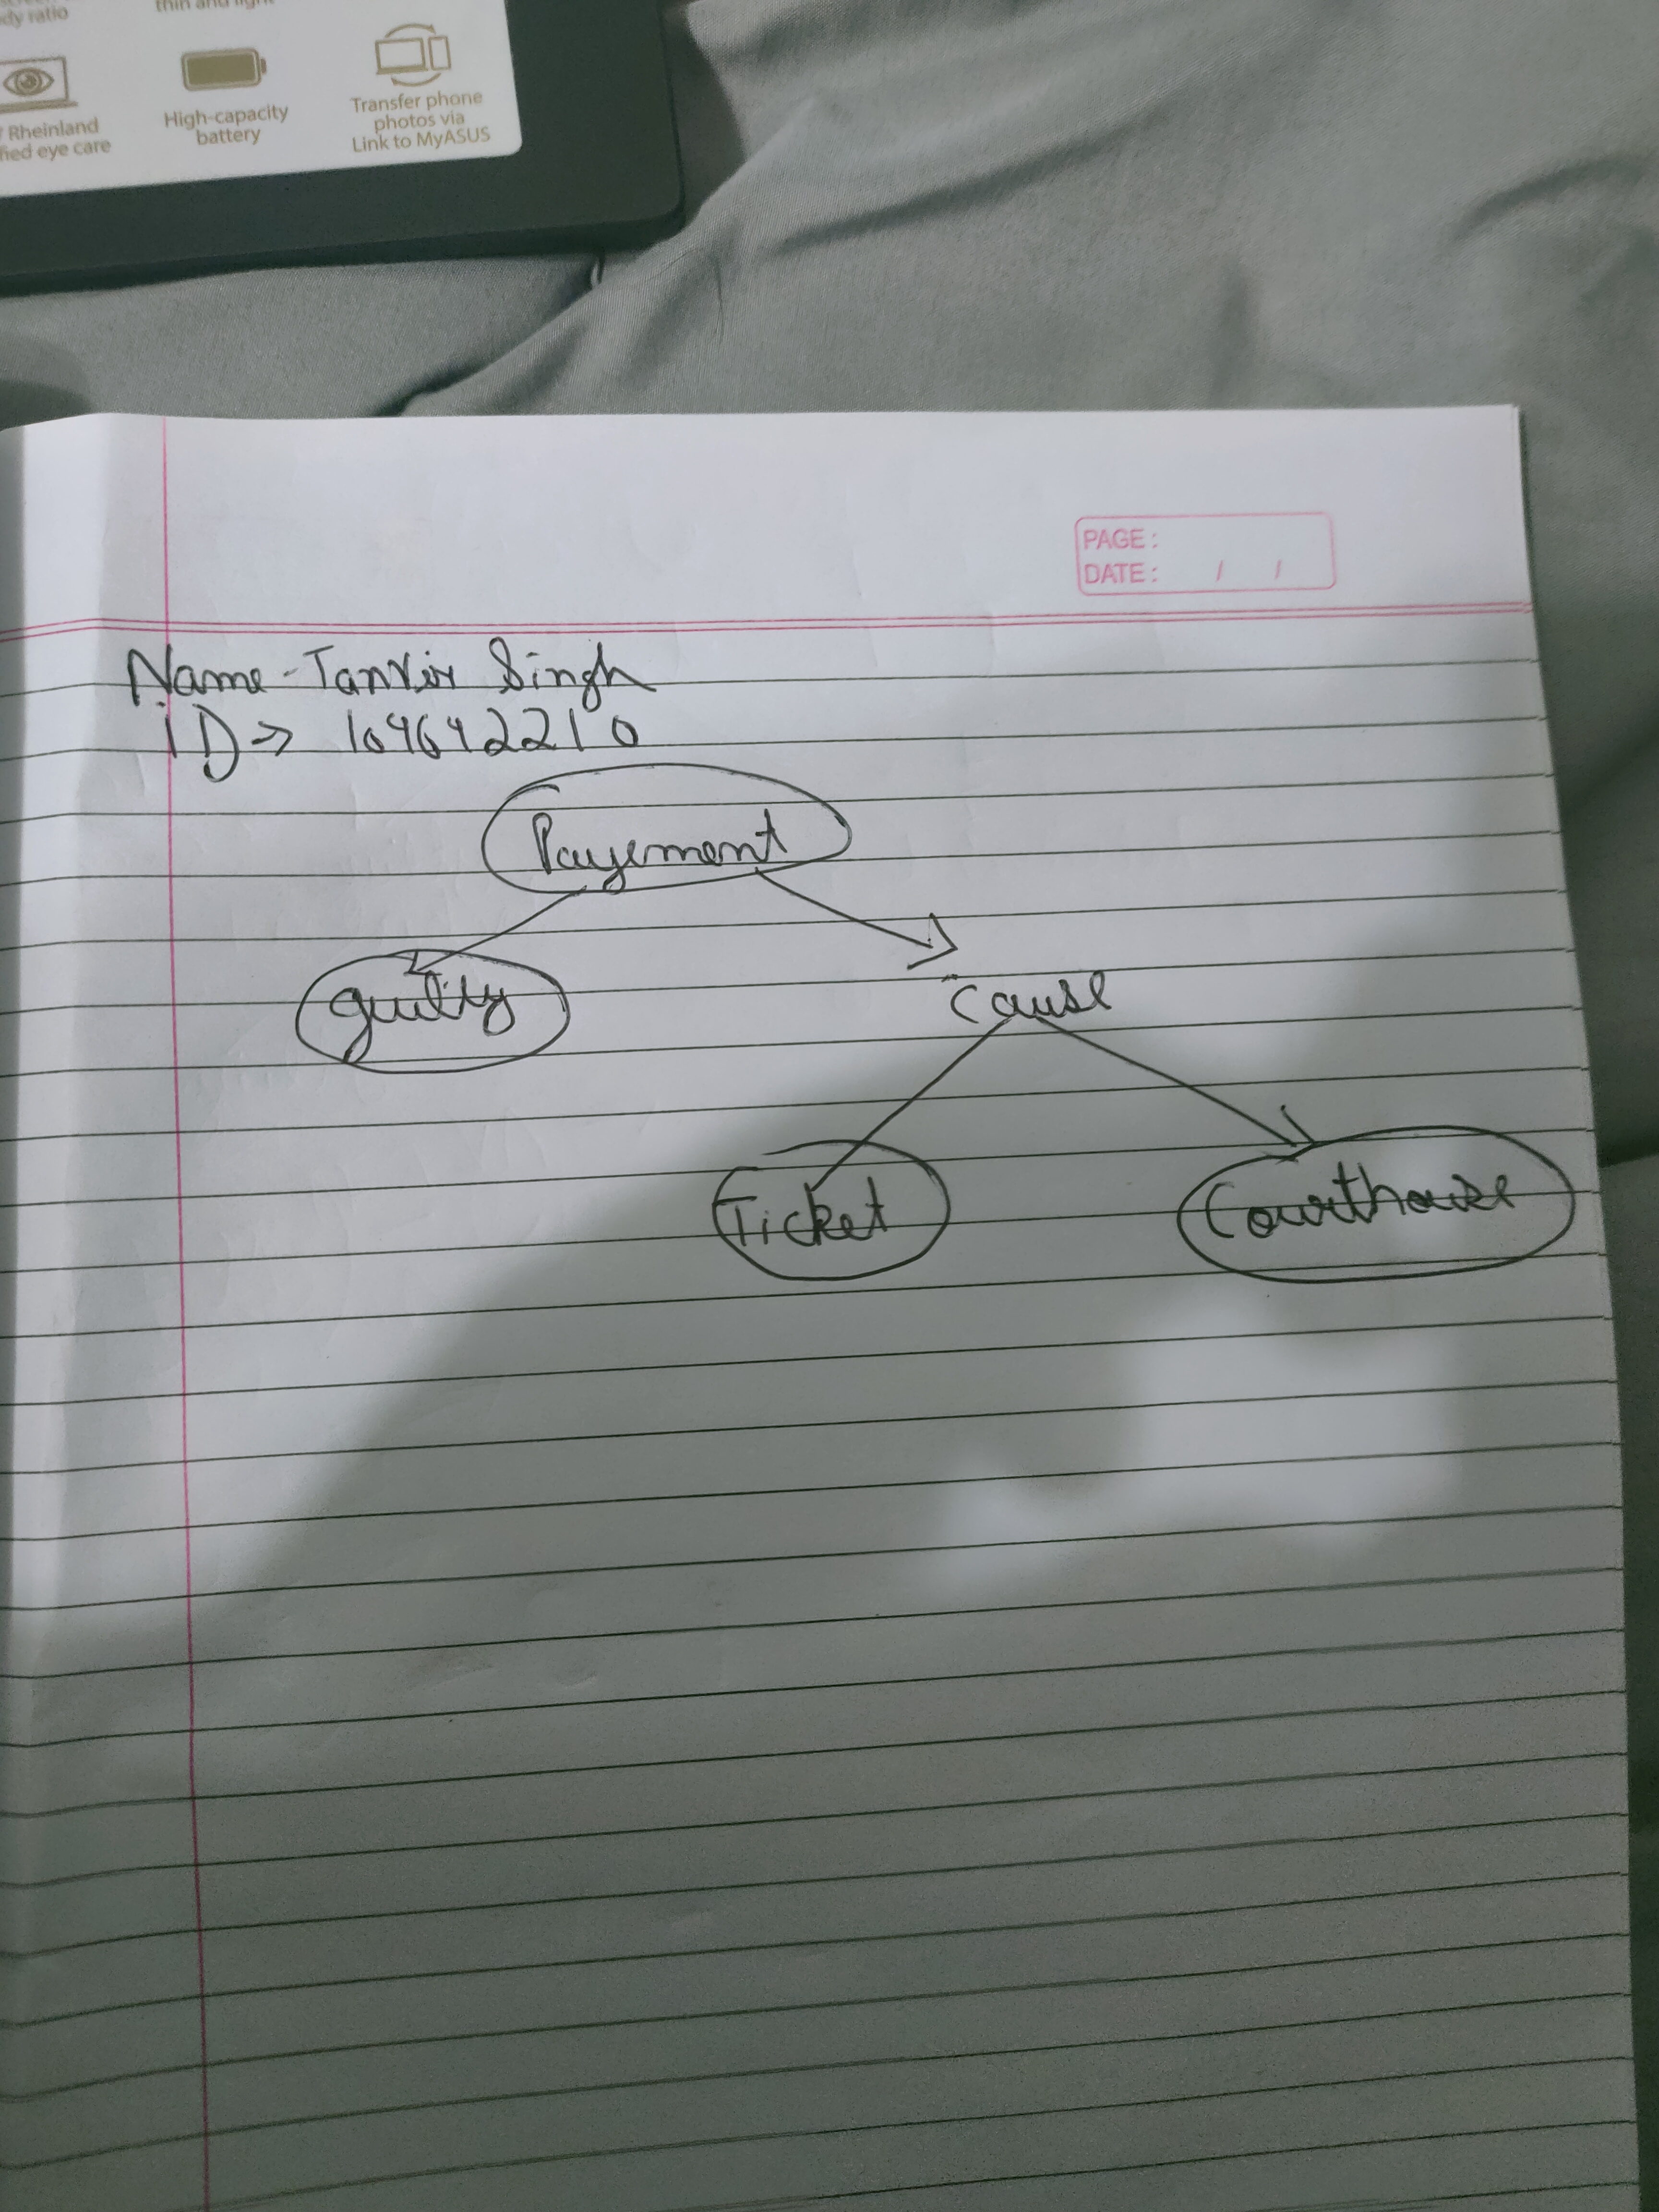 dy ratio
thin and light
Rheinland
fied eye care
High-capacity
battery
Transfer phone
photos via
Link to MyASUS
PAGE :
DATE : / /
Name - Tanvir Singh
ID → 104642210
Payement
guilty
cause
Ticket
Courthouse